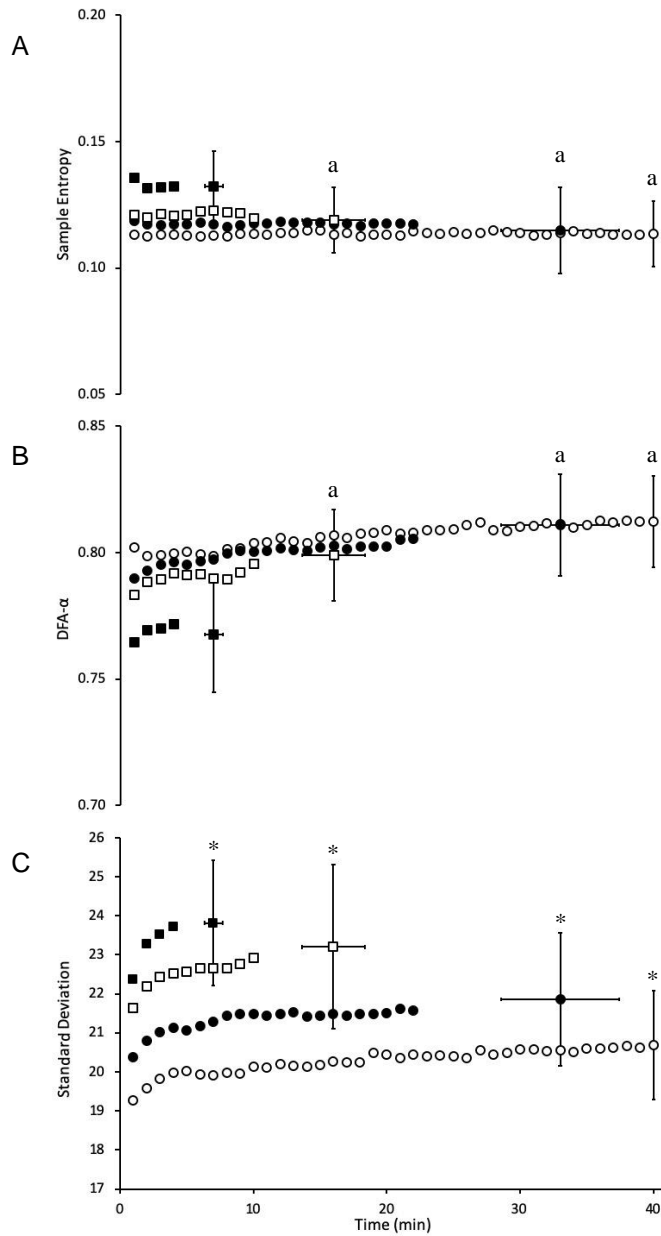 A
0.20
0.15
0.10
0.05
Sample Entropy
a
a
a
B
0.85
0.80
0.75
0.70
DFA-α
a
a
a
C
26
25
24
23
22
21
20
19
18
17
Standard Deviation
*
*
*
*
0
10
20
30
40
Time (min)